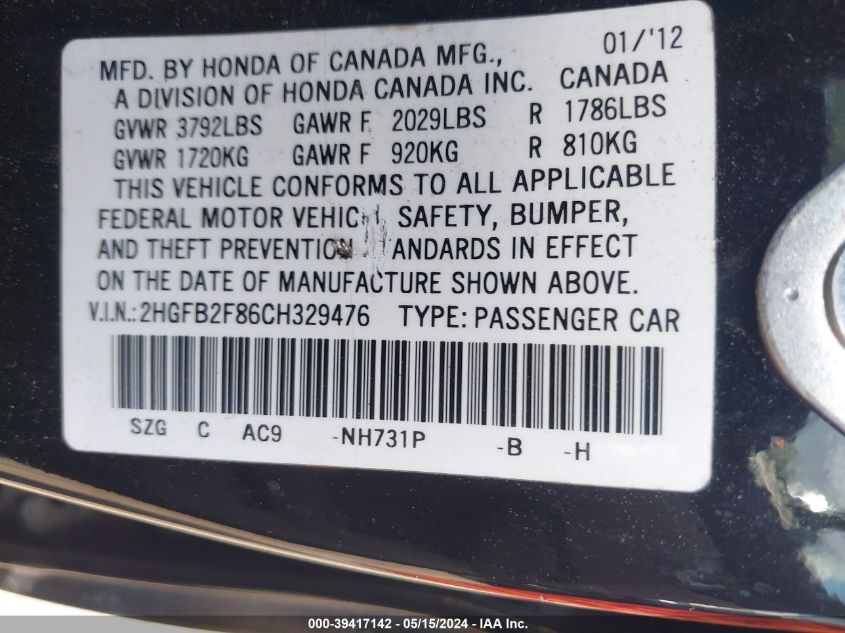 MFD. BY HONDA OF CANADA MFG., 01/'12
A DIVISION OF HONDA CANADA INC. CANADA
GVWR 3792LBS GAWR F 2029LBS R 1786LBS
GVWR 1720KG GAWR F 920KG R 810KG
THIS VEHICLE CONFORMS TO ALL APPLICABLE
FEDERAL MOTOR VEHIC SAFETY, BUMPER,
AND THEFT PREVENTION ANDARDS IN EFFECT
ON THE DATE OF MANUFACTURE SHOWN ABOVE.
V.I.N.:2HGFB2F86CH329476 TYPE: PASSENGER CAR
SZG C AC9 -NH731P -B -H
000-39417142 - 05/15/2024 - IAA Inc.